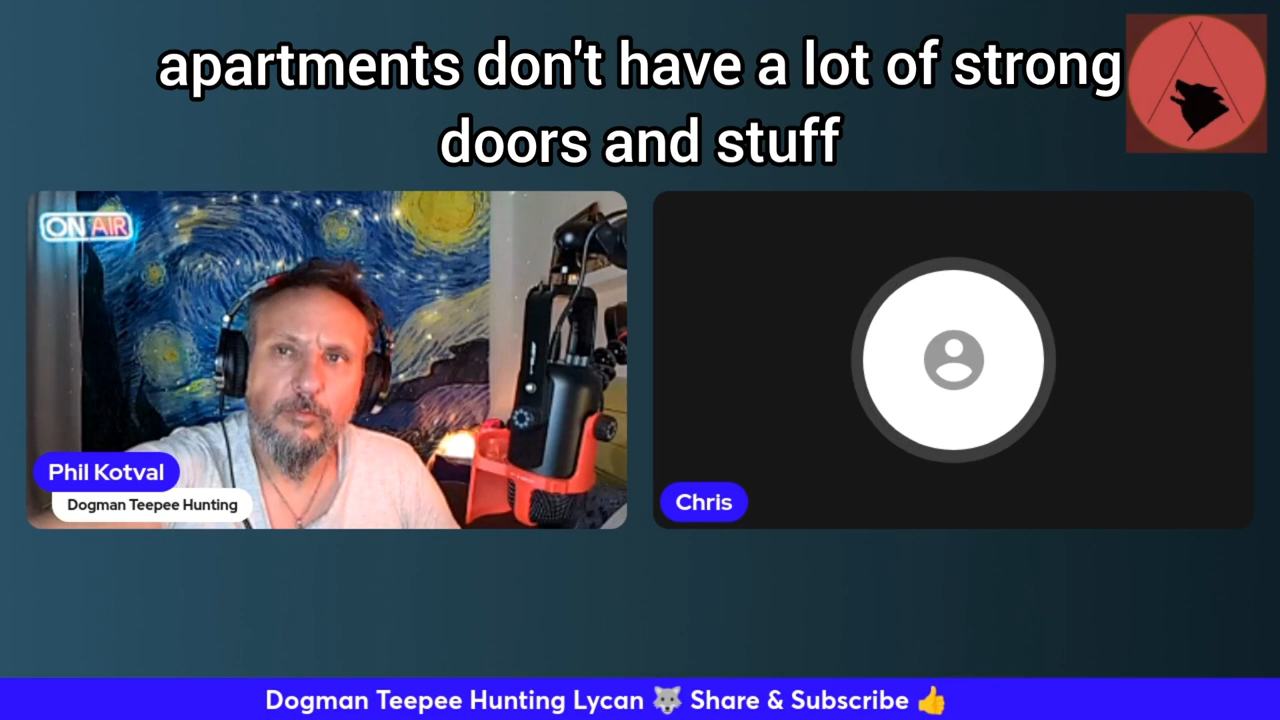 apartments don't have a lot of strong
doors and stuff
ON AIR
Phil Kotval
Dogman Teepee Hunting
Chris
Dogman Teepee Hunting Lycan 🐺 Share & Subscribe 👍